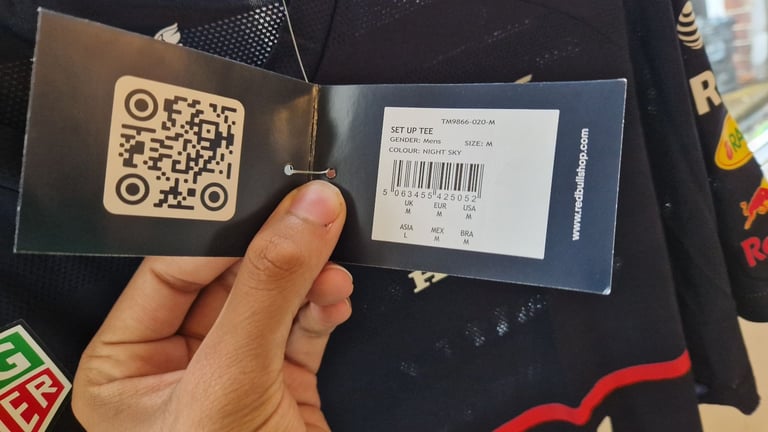 TM9866-020-M
SET UP TEE
GENDER: Mens SIZE: M
COLOUR: NIGHT SKY
5 063455 425052
UK EUR USA
M M M
ASIA MEX BRA
L M M
www.redbullshop.com
G
ER